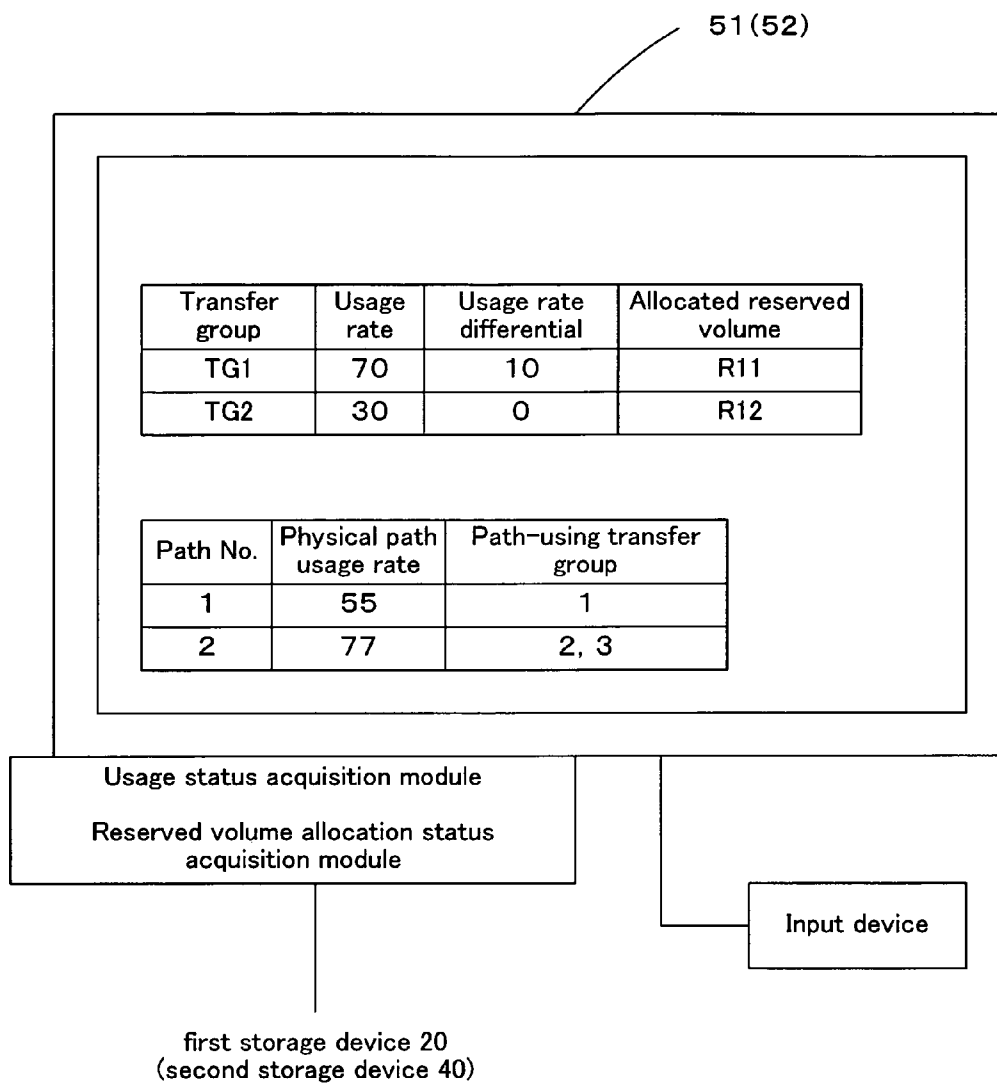 51(52)
Transfer group Usage rate Usage rate differential Allocated reserved volume
TG1 70 10 R11
TG2 30 0 R12
Path No. Physical path usage rate Path-using transfer group
1 55 1
2 77 2, 3
Usage status acquisition module
Reserved volume allocation status
acquisition module
Input device
first storage device 20
(second storage device 40)